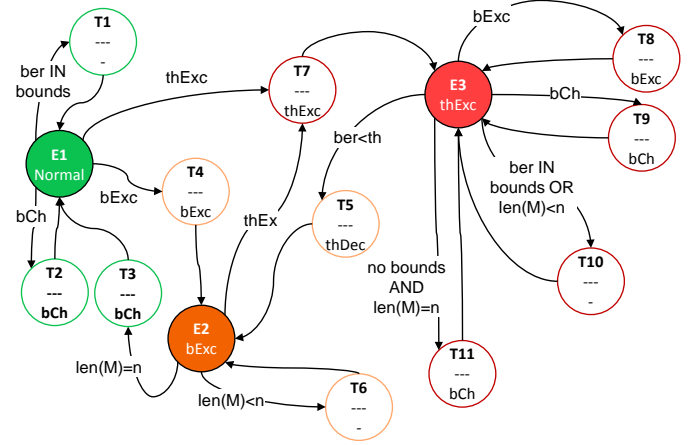 T1
---
-
ber IN
bounds
thExc
T7
---
thExc
bExc
E3
thExc
T8
---
bExc
bCh
T9
---
bCh
E1
Normal
bExc
T4
---
bExc
ber<th
ber IN
bounds OR
len(M)<n
bCh
thEx
T5
---
thDec
T2
---
bCh
T3
---
bCh
no bounds
AND
len(M)=n
T10
---
-
E2
bExc
len(M)=n
len(M)<n
T6
---
-
T11
---
bCh